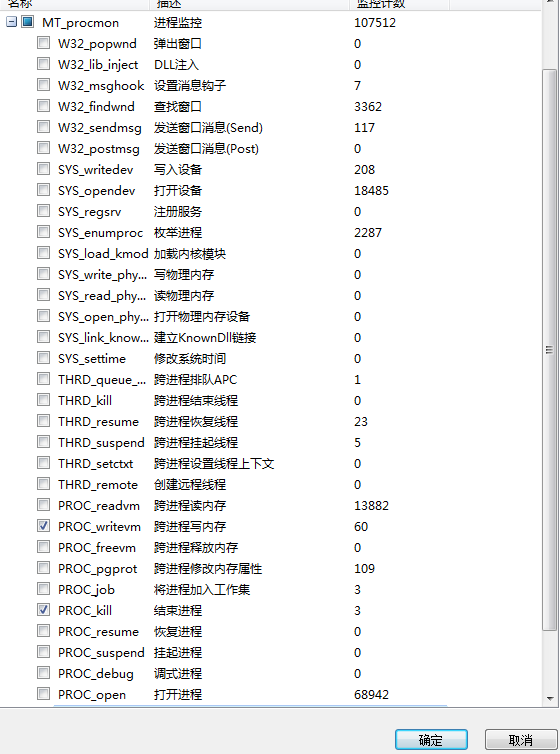 名称 描述 监控计数
MT_procmon 进程监控 107512
W32_popwnd 弹出窗口 0
W32_lib_inject DLL注入 0
W32_msghook 设置消息钩子 7
W32_findwnd 查找窗口 3362
W32_sendmsg 发送窗口消息(Send) 117
W32_postmsg 发送窗口消息(Post) 0
SYS_writedev 写入设备 208
SYS_opendev 打开设备 18485
SYS_regsrv 注册服务 0
SYS_enumproc 枚举进程 2287
SYS_load_kmod 加载内核模块 0
SYS_write_phy... 写物理内存 0
SYS_read_phy... 读物理内存 0
SYS_open_phy... 打开物理内存设备 0
SYS_link_know... 建立KnownDll链接 0
SYS_settime 修改系统时间 0
THRD_queue_... 跨进程排队APC 1
THRD_kill 跨进程结束线程 0
THRD_resume 跨进程恢复线程 23
THRD_suspend 跨进程挂起线程 5
THRD_setctxt 跨进程设置线程上下文 0
THRD_remote 创建远程线程 0
PROC_readvm 跨进程读内存 13882
PROC_writevm 跨进程写内存 60
PROC_freevm 跨进程释放内存 0
PROC_pgprot 跨进程修改内存属性 109
PROC_job 将进程加入工作集 3
PROC_kill 结束进程 3
PROC_resume 恢复进程 0
PROC_suspend 挂起进程 0
PROC_debug 调式进程 0
PROC_open 打开进程 68942
确定 取消